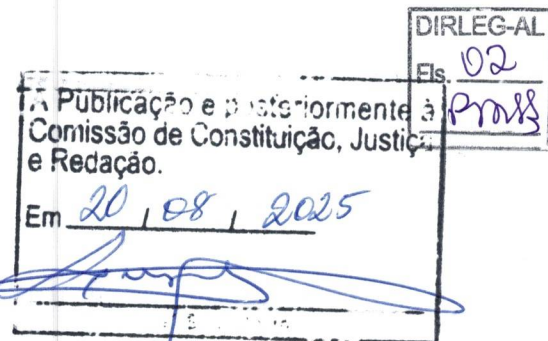 DIRLEG-AL
Fls. 02
À Publicação e posteriormente à
Comissão de Constituição, Justiça
e Redação.
Em 20 / 08 / 2025